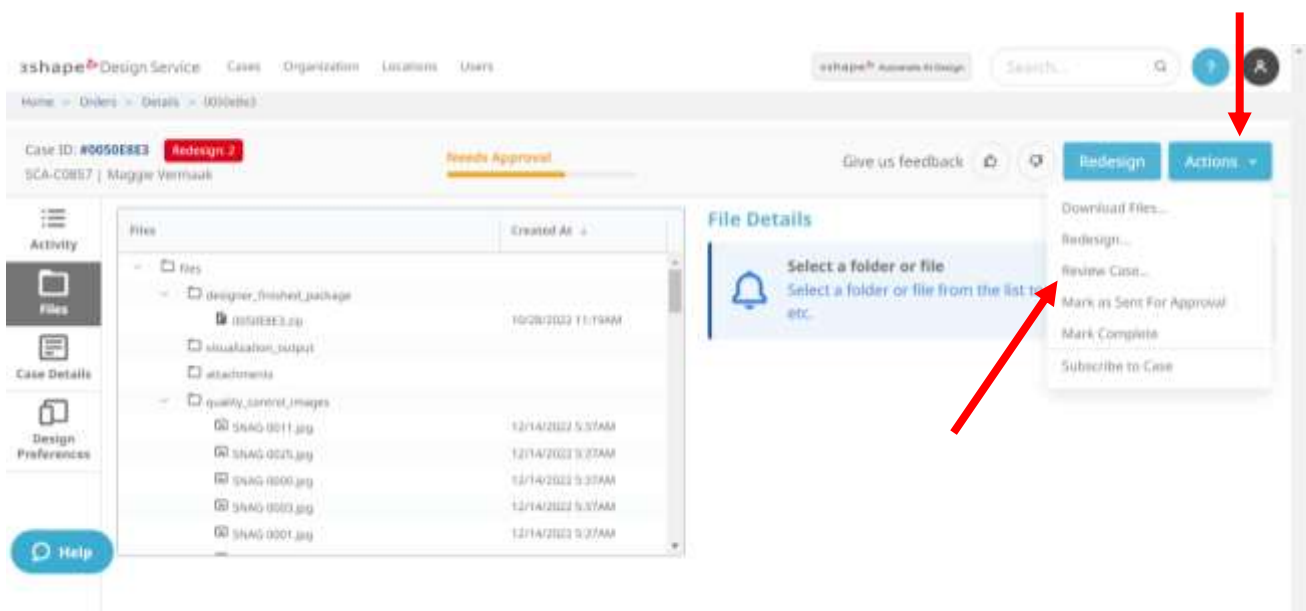 3shape Design Service Cases Organization Locations Users
3shape Automate AI Design Search... ?
Home > Orders > Details > 0050e8e3
Case ID: #0050E8E3 Redesign 2
SCA-C0857 | Maggie Vermaak
Needs Approval
Give us feedback Redesign Actions
Activity
Files
Case Details
Design
Preferences
Help
Files Created At
files
designer_finished_package
0050E8E3.zip
visualization_output
attachments
quality_control_images
SNAG-0011.jpg 12/14/2022 5:37AM
SNAG-0025.jpg 12/14/2022 5:37AM
SNAG-0000.jpg 12/14/2022 5:37AM
SNAG-0003.jpg 12/14/2022 5:37AM
SNAG-0001.jpg 12/14/2022 5:37AM
File Details
Select a folder or file
Select a folder or file from the list to
etc.
Download Files...
Redesign...
Review Case...
Mark as Sent For Approval
Mark Complete
Subscribe to Case